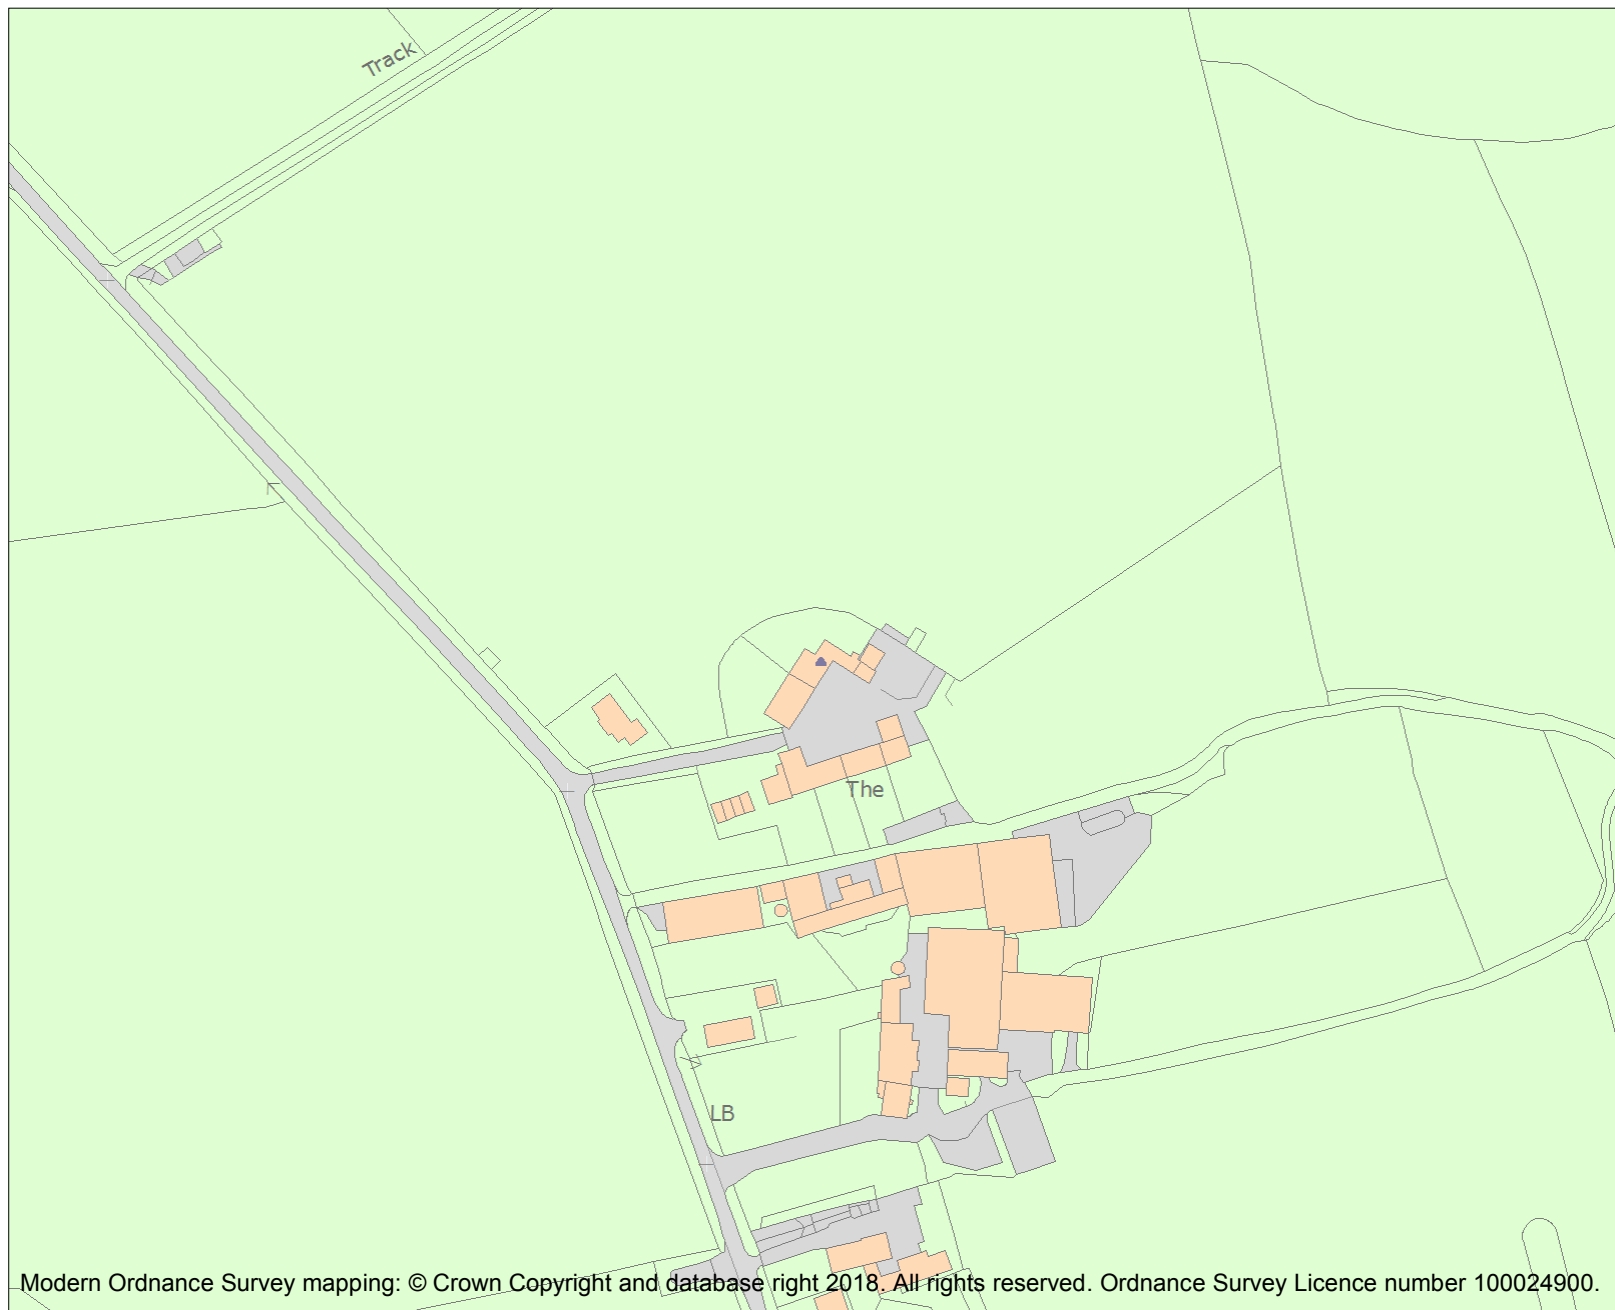 Track
The
LB
Modern Ordnance Survey mapping: © Crown Copyright and database right 2018. All rights reserved. Ordnance Survey Licence number 100024900.